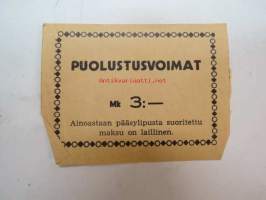 PUOLUSTUSVOIMAT
Mk 3:—
Ainoastaan pääsylipusta suoritettu
maksu on laillinen.